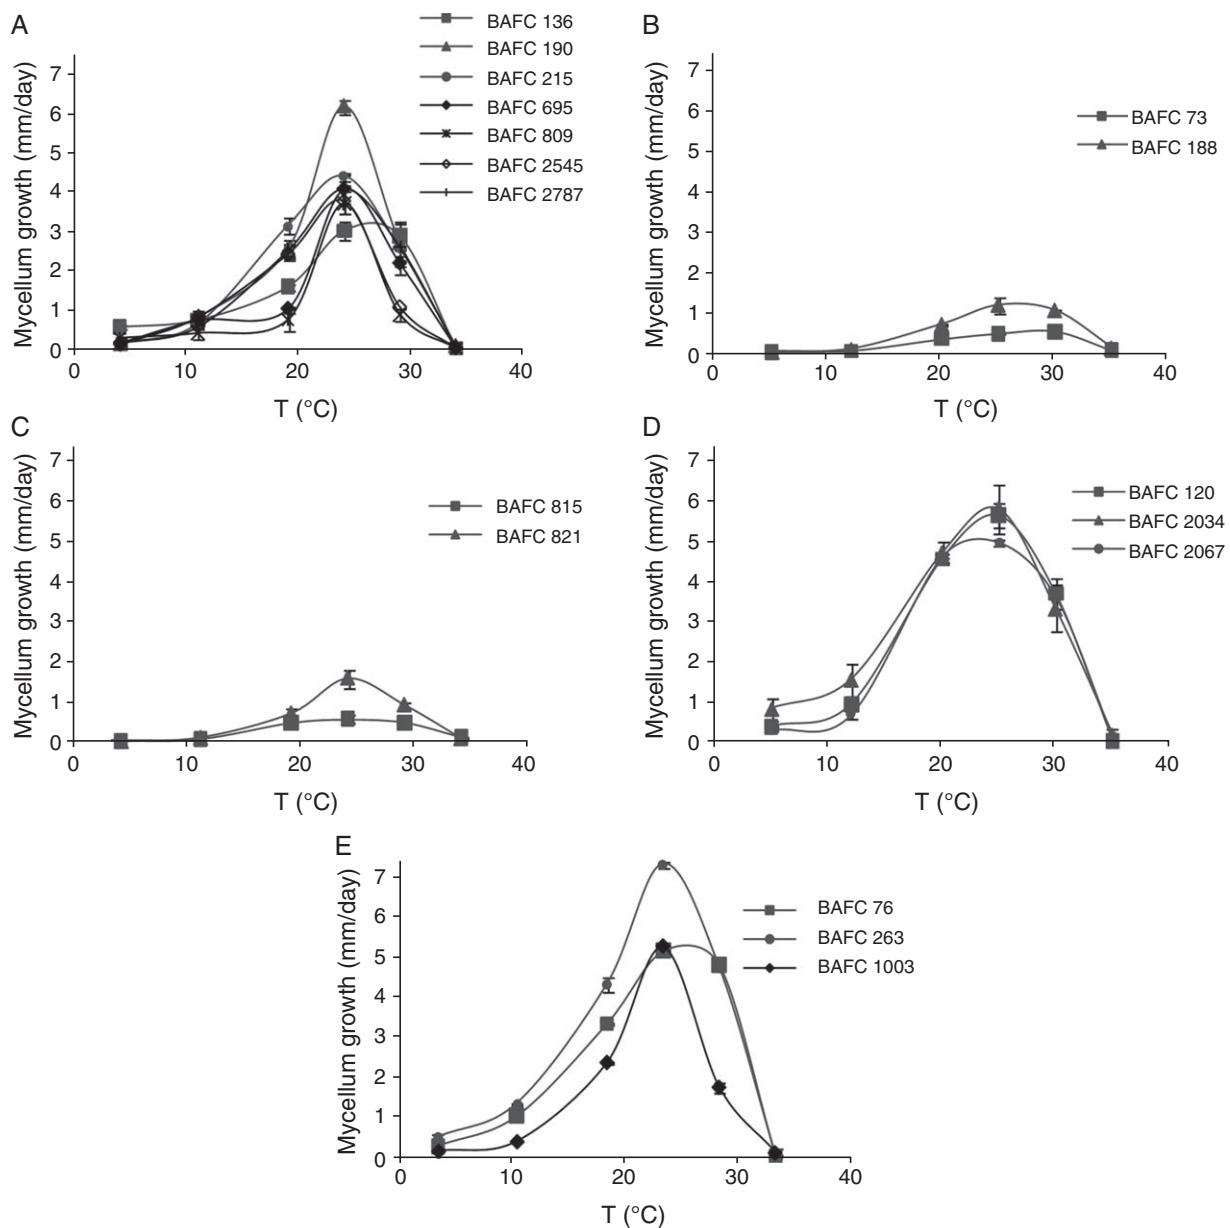 A
BAFC 136
BAFC 190
BAFC 215
BAFC 695
BAFC 809
BAFC 2545
BAFC 2787
Mycellum growth (mm/day)
7
6
5
4
3
2
1
0
0 10 20 30 40
T (°C)
B
BAFC 73
BAFC 188
Mycellum growth (mm/day)
7
6
5
4
3
2
1
0
0 10 20 30 40
T (°C)
C
BAFC 815
BAFC 821
Mycellum growth (mm/day)
7
6
5
4
3
2
1
0
0 10 20 30 40
T (°C)
D
BAFC 120
BAFC 2034
BAFC 2067
Mycellum growth (mm/day)
7
6
5
4
3
2
1
0
0 10 20 30 40
T (°C)
E
BAFC 76
BAFC 263
BAFC 1003
Mycellum growth (mm/day)
7
6
5
4
3
2
1
0
0 10 20 30 40
T (°C)